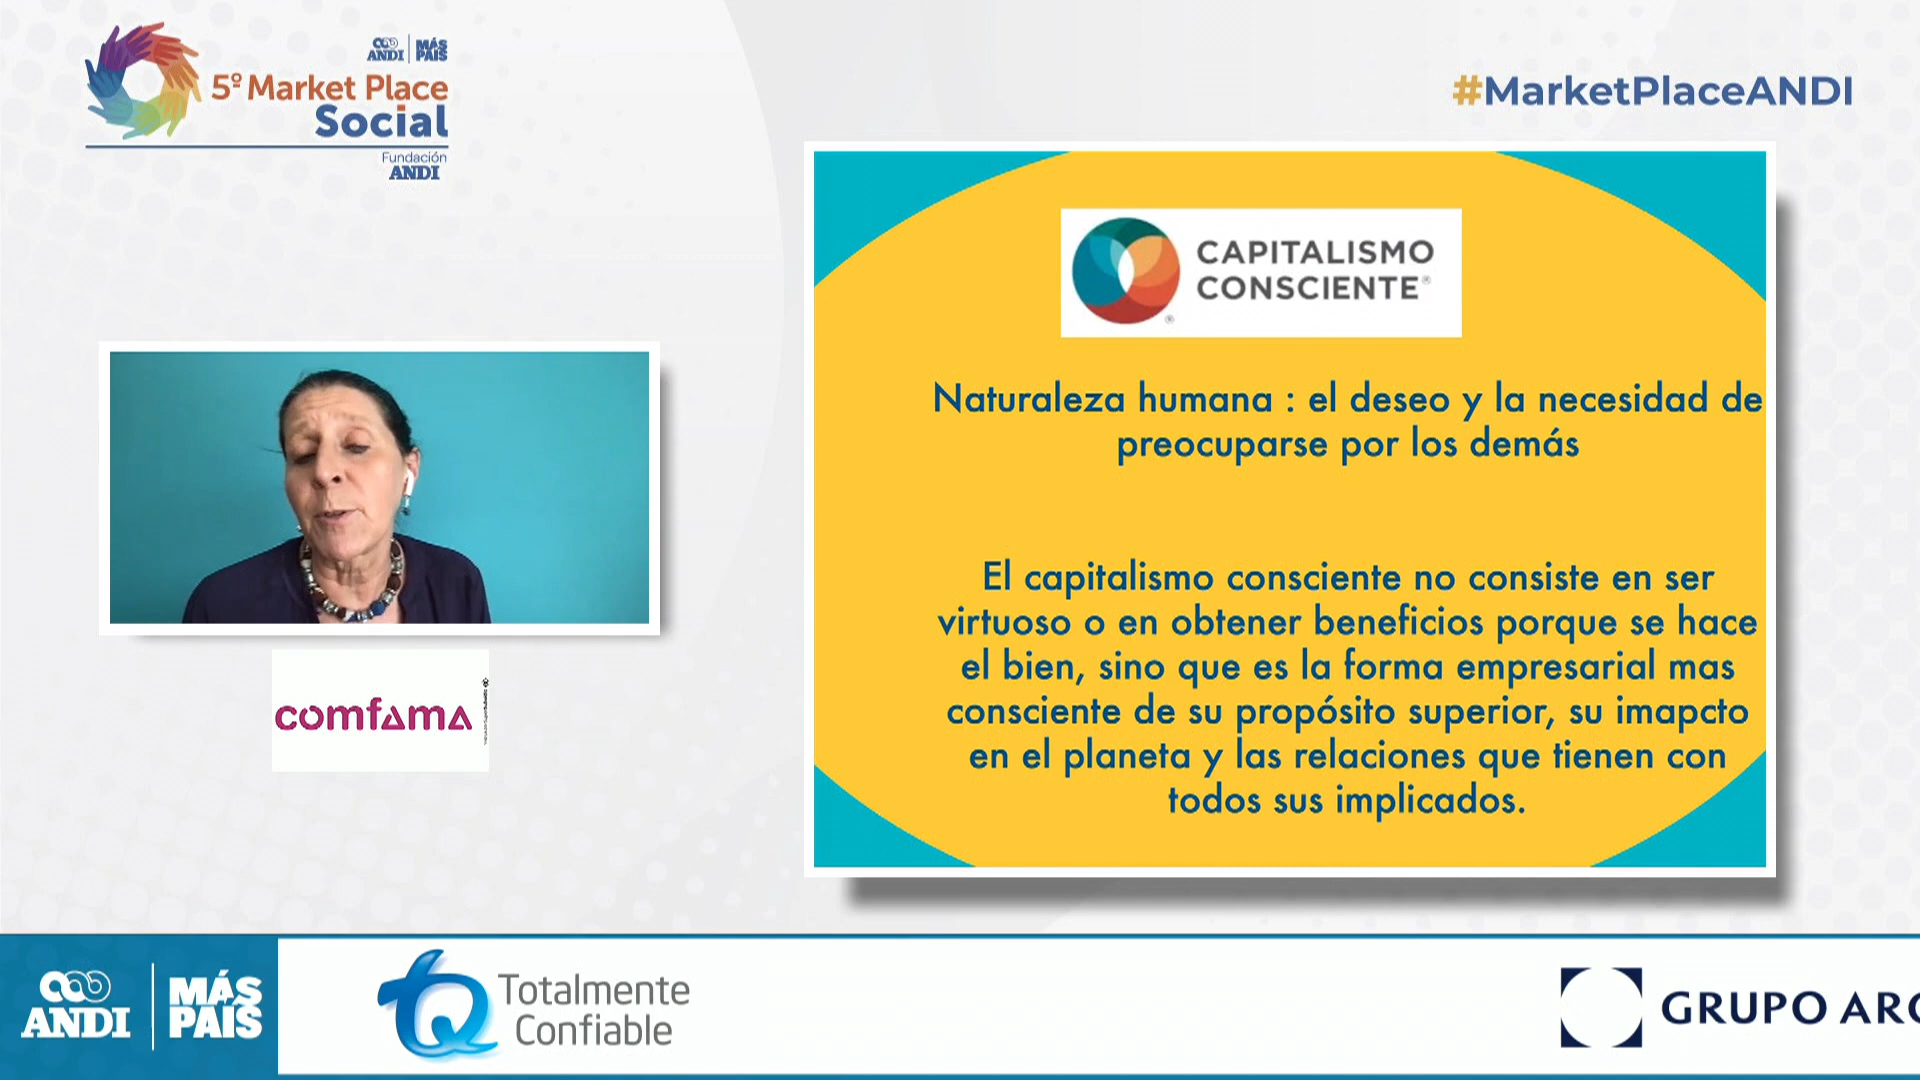 ANDI MÁS PAÍS
5º Market Place
Social
Fundación
ANDI
#MarketPlaceANDI
CAPITALISMO
CONSCIENTE®
®
Naturaleza humana : el deseo y la necesidad de
preocuparse por los demás
El capitalismo consciente no consiste en ser
virtuoso o en obtener beneficios porque se hace
el bien, sino que es la forma empresarial mas
consciente de su propósito superior, su imapcto
en el planeta y las relaciones que tienen con
todos sus implicados.
comfama
ANDI MÁS PAÍS
TQ Totalmente
Confiable
GRUPO ARG